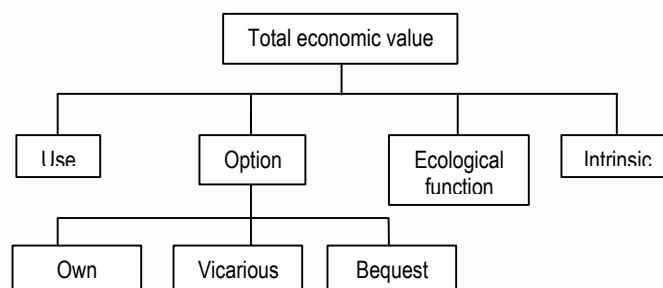 Total economic value
Use
Option
Ecological
function
Intrinsic
Own
Vicarious
Bequest